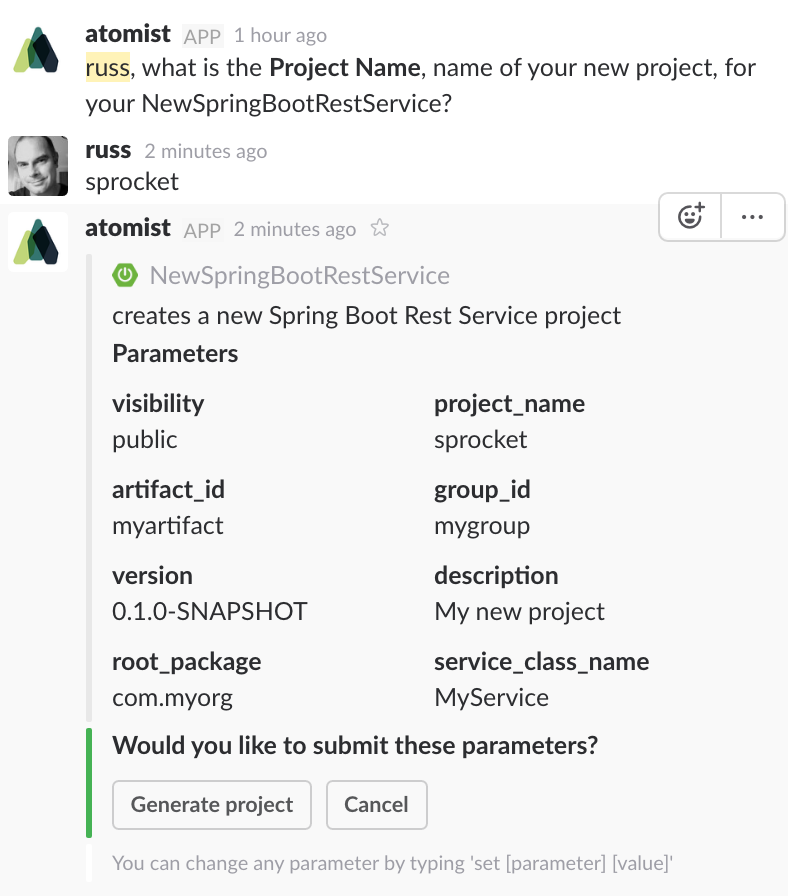 atomist APP 1 hour ago
russ, what is the Project Name, name of your new project, for
your NewSpringBootRestService?
russ 2 minutes ago
sprocket
atomist APP 2 minutes ago
NewSpringBootRestService
creates a new Spring Boot Rest Service project
Parameters
visibility project_name
public sprocket
artifact_id group_id
myartifact mygroup
version description
0.1.0-SNAPSHOT My new project
root_package service_class_name
com.myorg MyService
Would you like to submit these parameters?
Generate project Cancel
You can change any parameter by typing 'set [parameter] [value]'